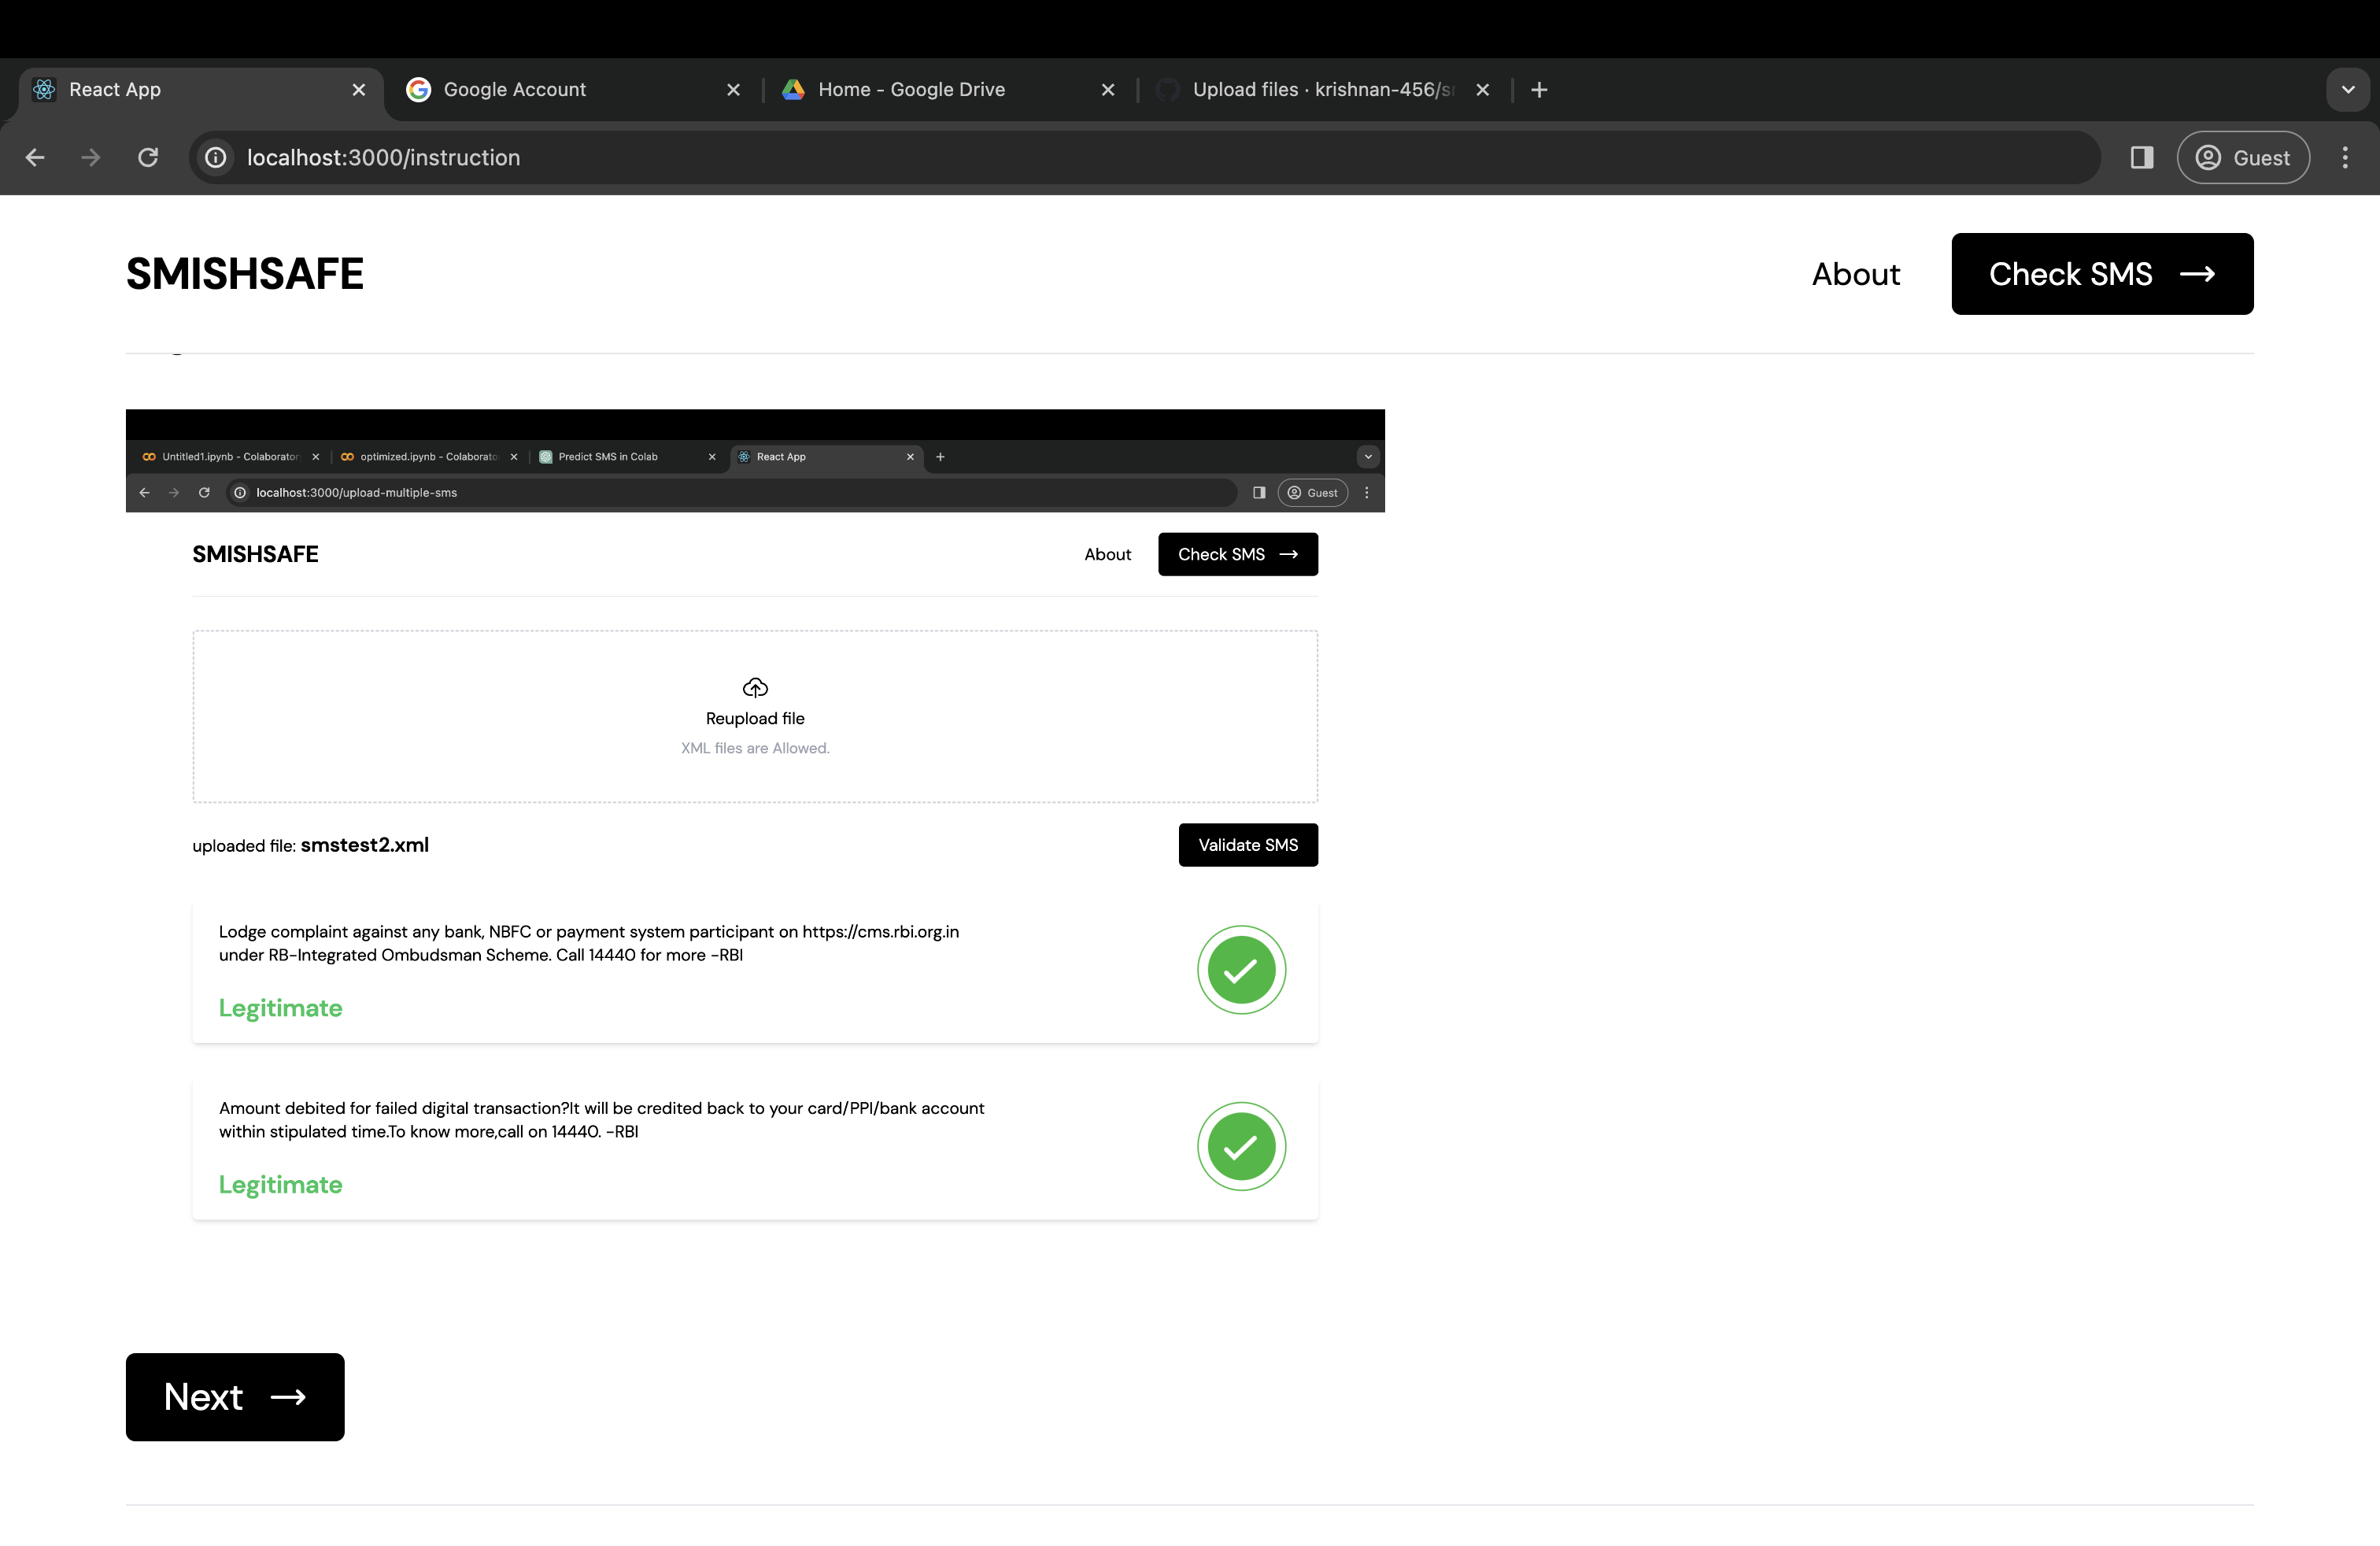 React App
Google Account
Home - Google Drive
Upload files · krishnan-456/s
localhost:3000/instruction
Guest
SMISHSAFE
About
Check SMS
Untitled1.ipynb - Colaborator
optimized.ipynb - Colaborato
Predict SMS in Colab
React App
localhost:3000/upload-multiple-sms
Guest
SMISHSAFE
About
Check SMS
Reupload file
XML files are Allowed.
uploaded file: smstest2.xml
Validate SMS
Lodge complaint against any bank, NBFC or payment system participant on https://cms.rbi.org.in
under RB-Integrated Ombudsman Scheme. Call 14440 for more -RBI
Legitimate
Amount debited for failed digital transaction?It will be credited back to your card/PPI/bank account
within stipulated time.To know more,call on 14440. -RBI
Legitimate
Next